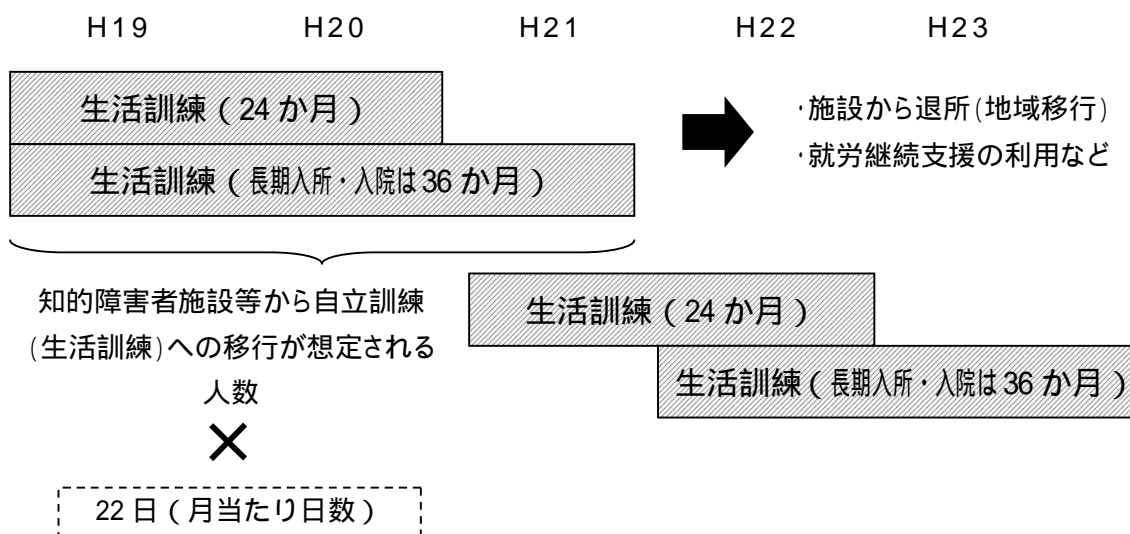 H19 H20 H21 H22 H23
生活訓練（24か月）
・施設から退所(地域移行)
・就労継続支援の利用など
生活訓練（長期入所・入院は36か月）
知的障害者施設等から自立訓練
(生活訓練)への移行が想定される
人数
×
22日（月当たり日数）
生活訓練（24か月）
生活訓練（長期入所・入院は36か月）